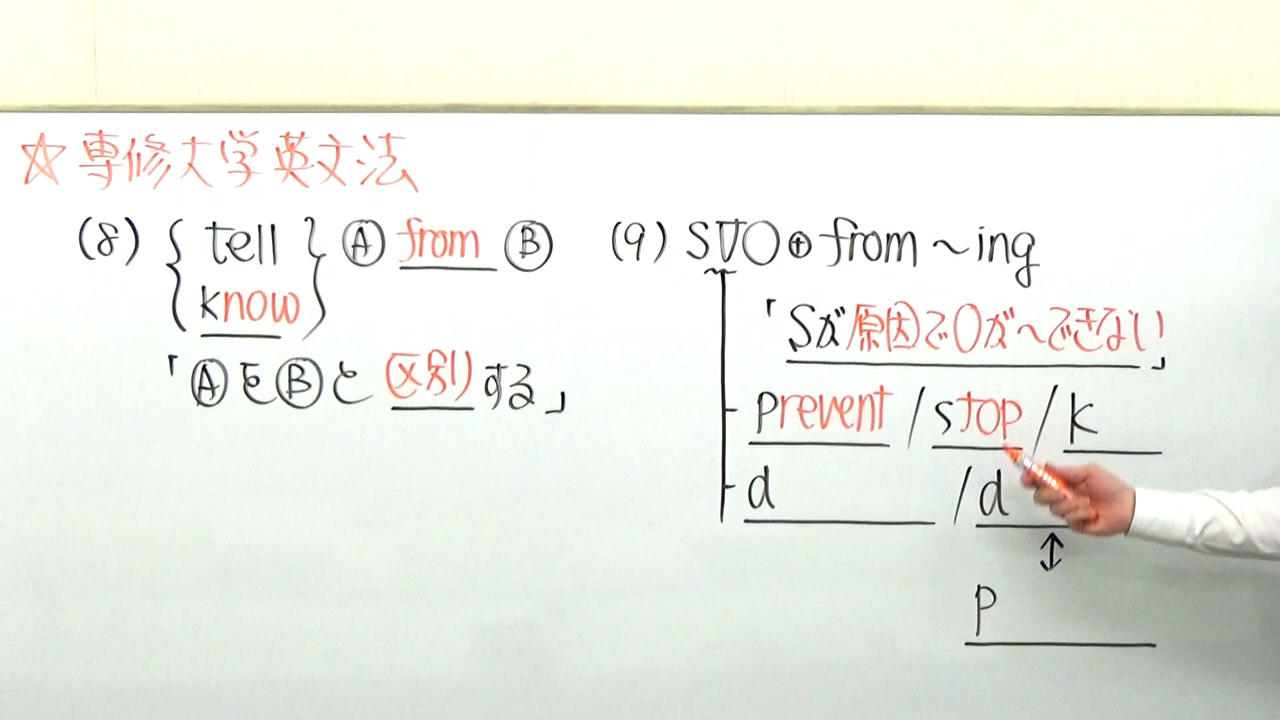 ☆専修大学英文法
(8) { tell } Ⓐ from Ⓑ
know
「ⒶをⒷと区別する」
(9) SVO⊕from ~ing
「Sが原因でOが~できない」
prevent / stop / k
d / d
↕
p